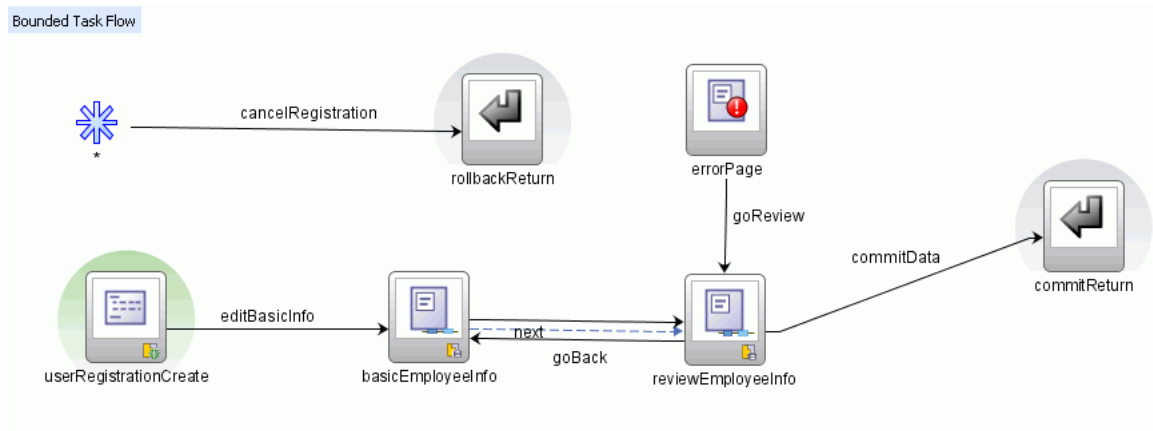 Bounded Task Flow
cancelRegistration
*
rollbackReturn
errorPage
goReview
commitData
commitReturn
editBasicInfo
next
goBack
userRegistrationCreate
basicEmployeeInfo
reviewEmployeeInfo